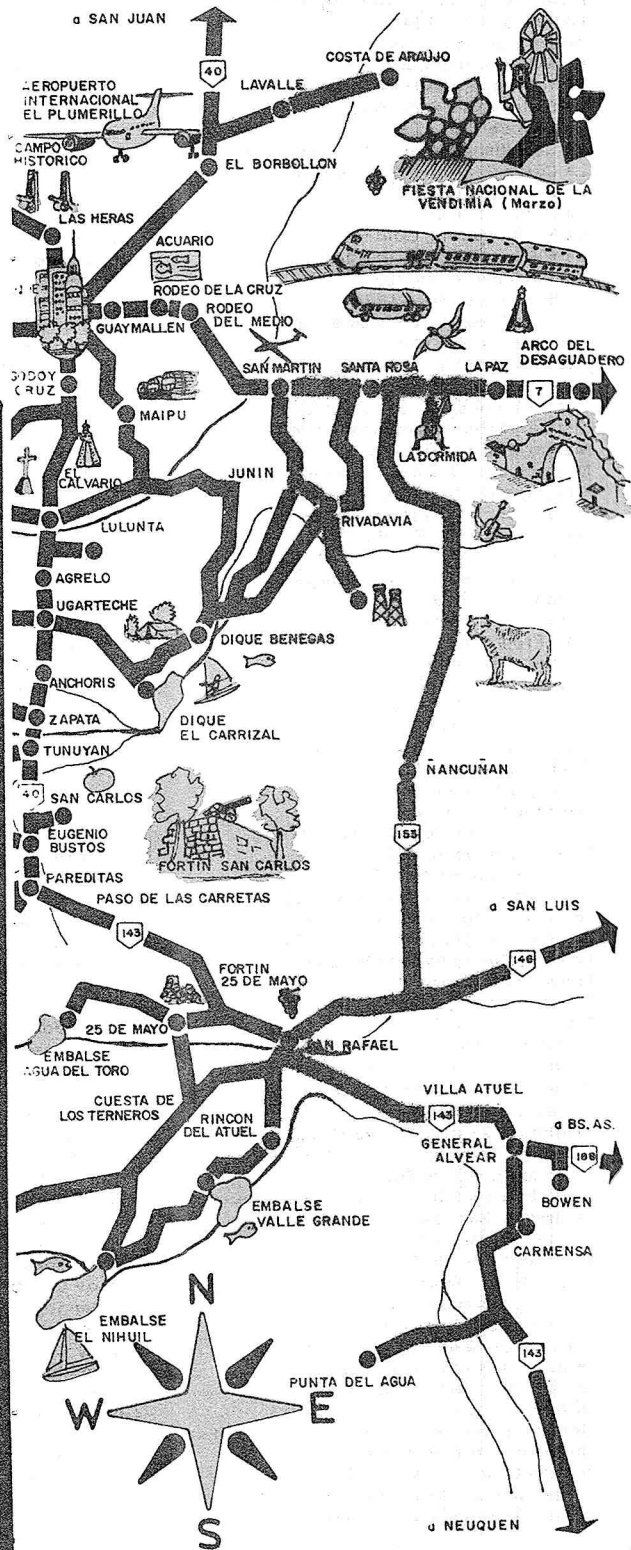 a SAN JUAN
40
COSTA DE ARAUJO
LAVALLE
AEROPUERTO
INTERNACIONAL
EL PLUMERILLO
CAMPO
HISTORICO
EL BORBOLLON
FIESTA NACIONAL DE LA
VENDIMIA (Marzo)
LAS HERAS
ACUARIO
RODEO DE LA CRUZ
GUAYMALLEN
RODEO
DEL MEDIO
ARCO DEL
DESAGUADERO
SAN MARTIN
SANTA ROSA
LA PAZ
7
GODOY
CRUZ
MAIPU
LA DORMIDA
EL
CALVARIO
JUNIN
LULUNTA
RIVADAVIA
AGRELO
UGARTECHE
DIQUE BENEGAS
ANCHORIS
ZAPATA
DIQUE
EL CARRIZAL
TUNUYAN
ÑANCUÑAN
40
SAN CARLOS
153
EUGENIO
BUSTOS
FORTIN SAN CARLOS
PAREDITAS
PASO DE LAS CARRETAS
a SAN LUIS
143
146
FORTIN
25 DE MAYO
25 DE MAYO
SAN RAFAEL
EMBALSE
AGUA DEL TORO
CUESTA DE
LOS TERNEROS
VILLA ATUEL
143
RINCON
DEL ATUEL
GENERAL
ALVEAR
a BS. AS.
188
BOWEN
EMBALSE
VALLE GRANDE
CARMENSA
EMBALSE
EL NIHUIL
N
143
PUNTA DEL AGUA
W
E
S
a NEUQUEN